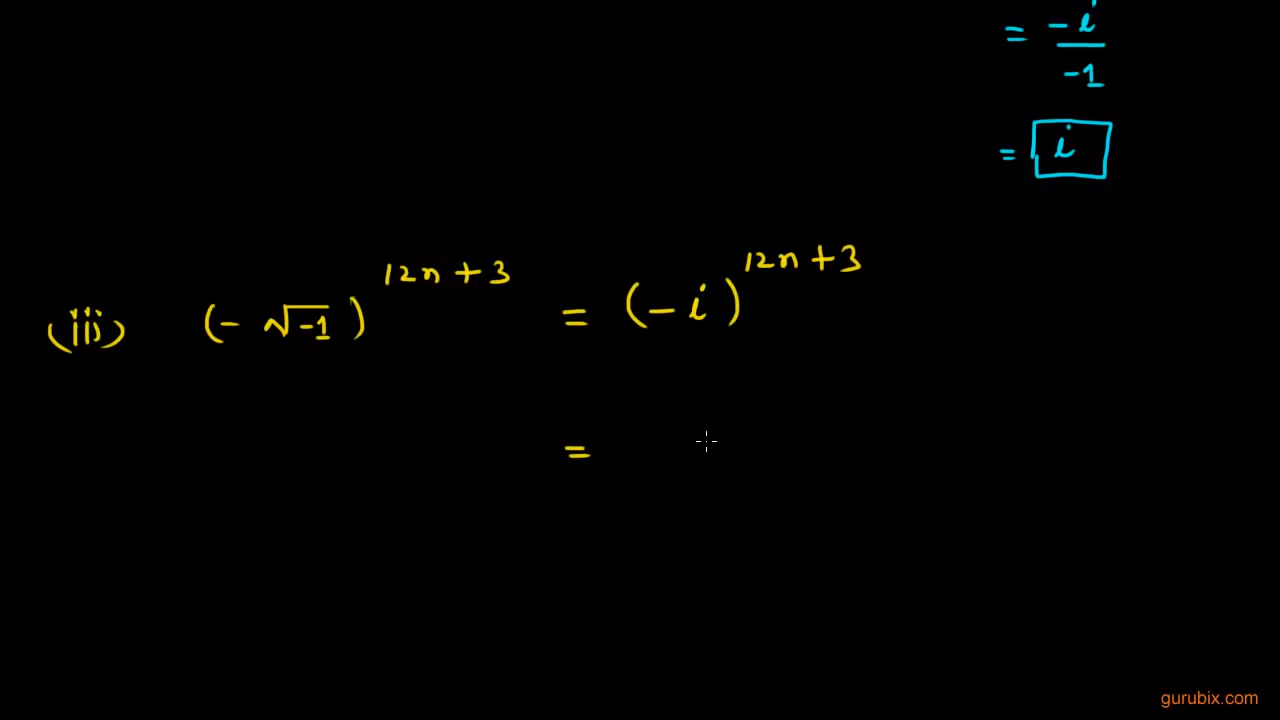 = -i
-1
= i
(iii) (-√-1)^12n+3 = (-i)^12n+3
=
gurubix.com